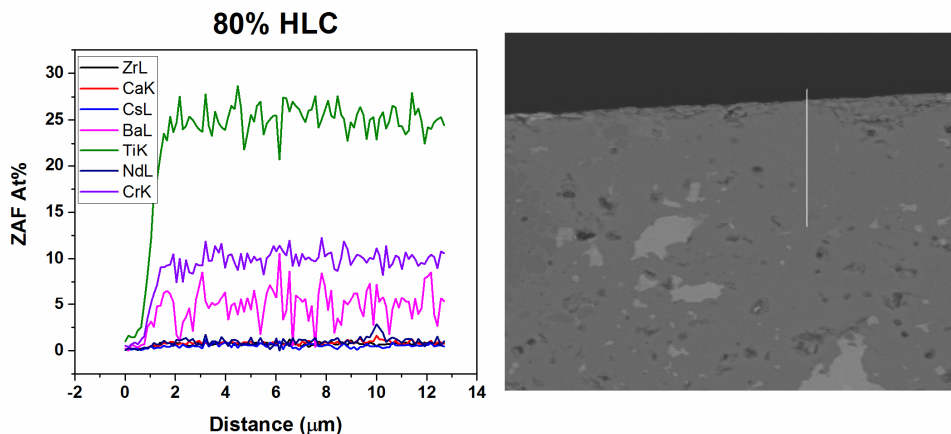 80% HLC
30
25
20
15
10
5
0
ZAF At%
ZrL
CaK
CsL
BaL
TiK
NdL
CrK
-2 0 2 4 6 8 10 12 14
Distance (μm)